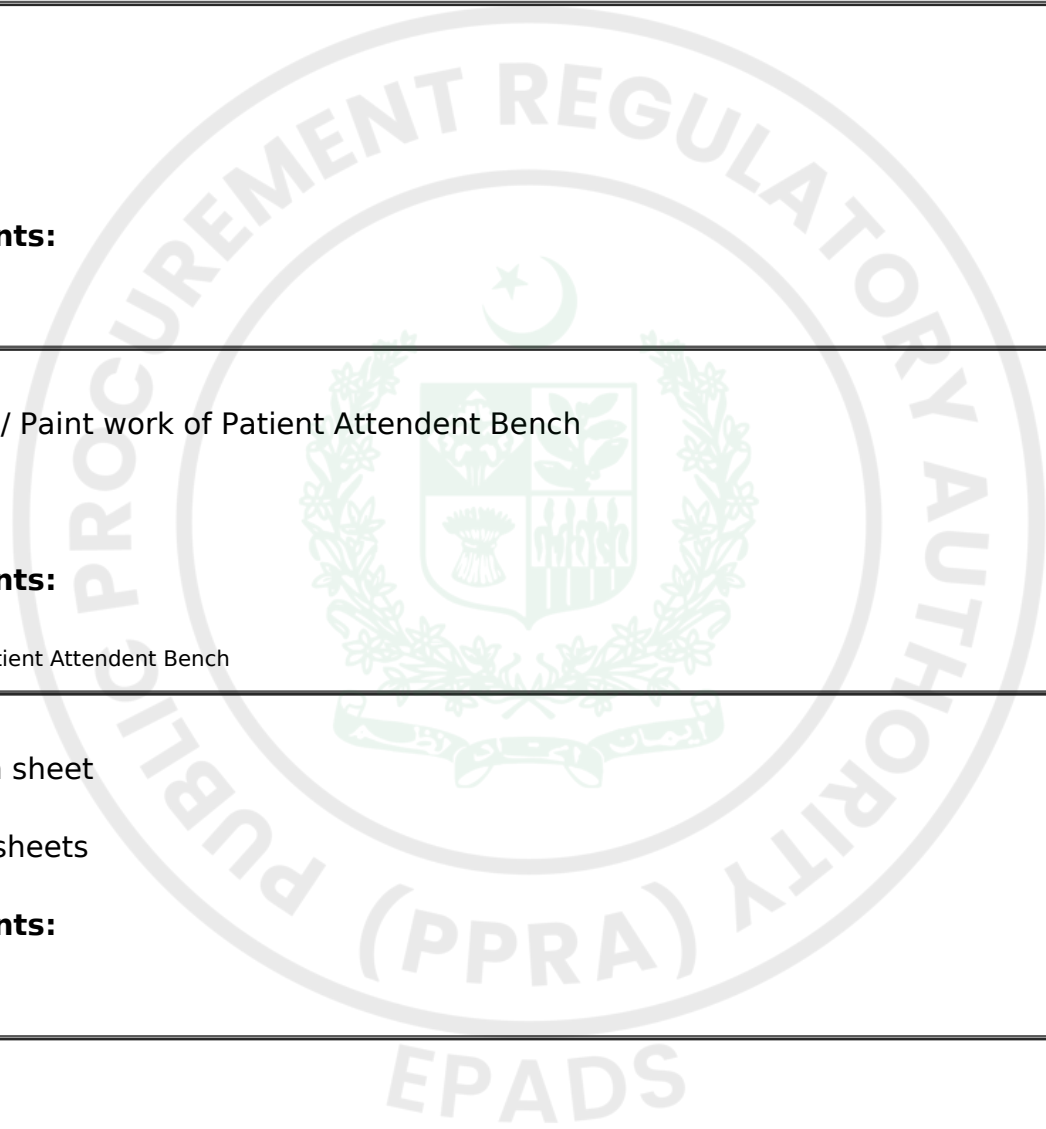 PUBLIC PROCUREMENT REGULATORY AUTHORITY
nts:
/ Paint work of Patient Attendent Bench
nts:
tient Attendent Bench
sheet
sheets
nts:
(PPRA)
EPADS